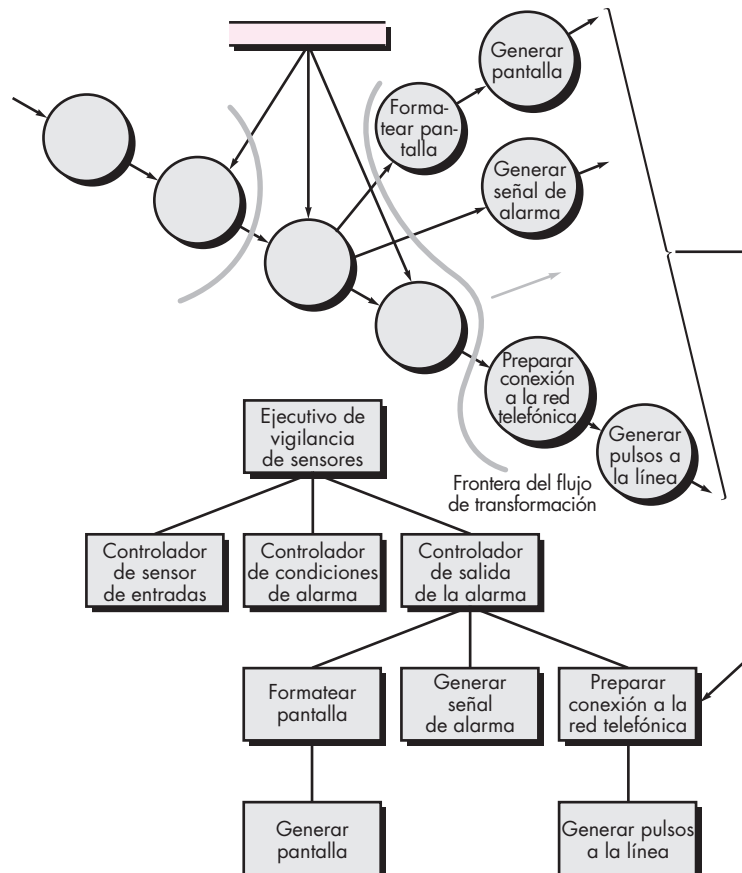 Generar
pantalla
Forma-
tear pan-
talla
Generar
señal de
alarma
Preparar
conexión
a la red
telefónica
Generar
pulsos a
la línea
Frontera del flujo
de transformación
Ejecutivo de
vigilancia
de sensores
Controlador
de sensor
de entradas
Controlador
de condiciones
de alarma
Controlador
de salida
de la alarma
Formatear
pantalla
Generar
señal
de alarma
Preparar
conexión a la
red telefónica
Generar
pantalla
Generar pulsos
a la línea